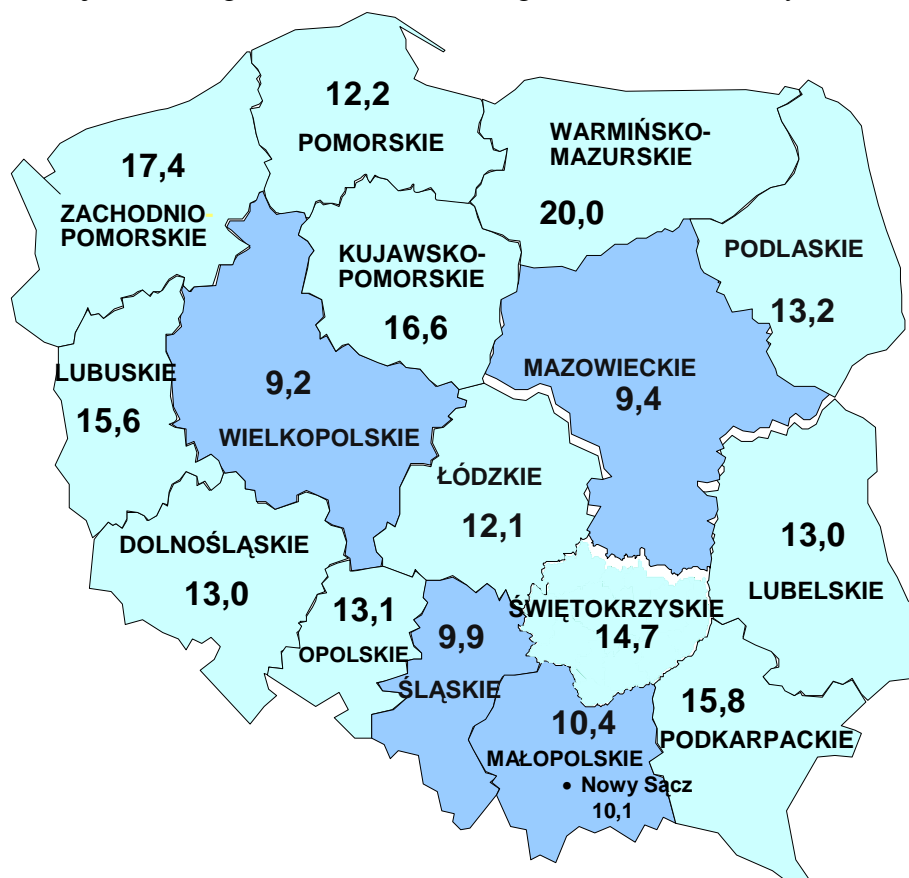 12,2
POMORSKIE
WARMIŃSKO-
MAZURSKIE
20,0
17,4
ZACHODNIO-
POMORSKIE
KUJAWSKO-
POMORSKIE
16,6
PODLASKIE
13,2
LUBUSKIE
15,6
9,2
WIELKOPOLSKIE
MAZOWIECKIE
9,4
ŁÓDZKIE
12,1
DOLNOŚLĄSKIE
13,0
13,0
LUBELSKIE
13,1
OPOLSKIE
9,9
ŚLĄSKIE
ŚWIĘTOKRZYSKIE
14,7
10,4
MAŁOPOLSKIE
• Nowy Sącz
10,1
15,8
PODKARPACKIE